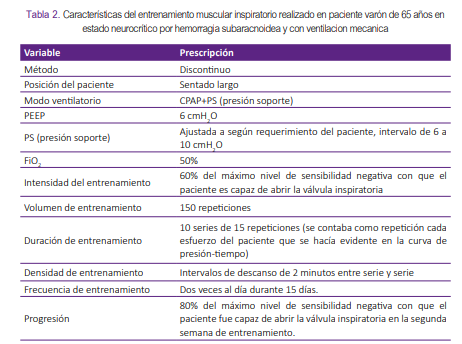 Tabla 2. Características del entrenamiento muscular inspiratorio realizado en paciente varón de 65 años en
estado neurocrítico por hemorragia subaracnoidea y con ventilacion mecanica
Variable Prescripción
Método Discontinuo
Posición del paciente Sentado largo
Modo ventilatorio CPAP+PS (presión soporte)
PEEP 6 cmH2O
PS (presión soporte) Ajustada a según requerimiento del paciente, intervalo de 6 a
10 cmH2O
FiO2 50%
Intensidad del entrenamiento 60% del máximo nivel de sensibilidad negativa con que el
paciente es capaz de abrir la válvula inspiratoria
Volumen de entrenamiento 150 repeticiones
Duración de entrenamiento 10 series de 15 repeticiones (se contaba como repetición cada
esfuerzo del paciente que se hacía evidente en la curva de
presión-tiempo)
Densidad de entrenamiento Intervalos de descanso de 2 minutos entre serie y serie
Frecuencia de entrenamiento Dos veces al día durante 15 días.
Progresión 80% del máximo nivel de sensibilidad negativa con que el
paciente fue capaz de abrir la válvula inspiratoria en la segunda
semana de entrenamiento.